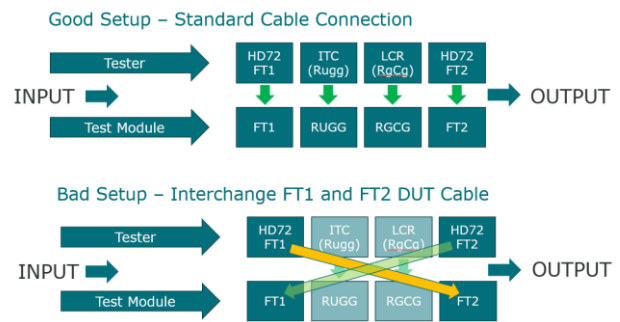 Good Setup – Standard Cable Connection
Tester
HD72
FT1
ITC
(Rugg)
LCR
(RgCg)
HD72
FT2
INPUT
OUTPUT
Test Module
FT1
RUGG
RGCG
FT2
Bad Setup – Interchange FT1 and FT2 DUT Cable
Tester
HD72
FT1
ITC
(Rugg)
LCR
(RgCg)
HD72
FT2
INPUT
OUTPUT
Test Module
FT1
RUGG
RGCG
FT2